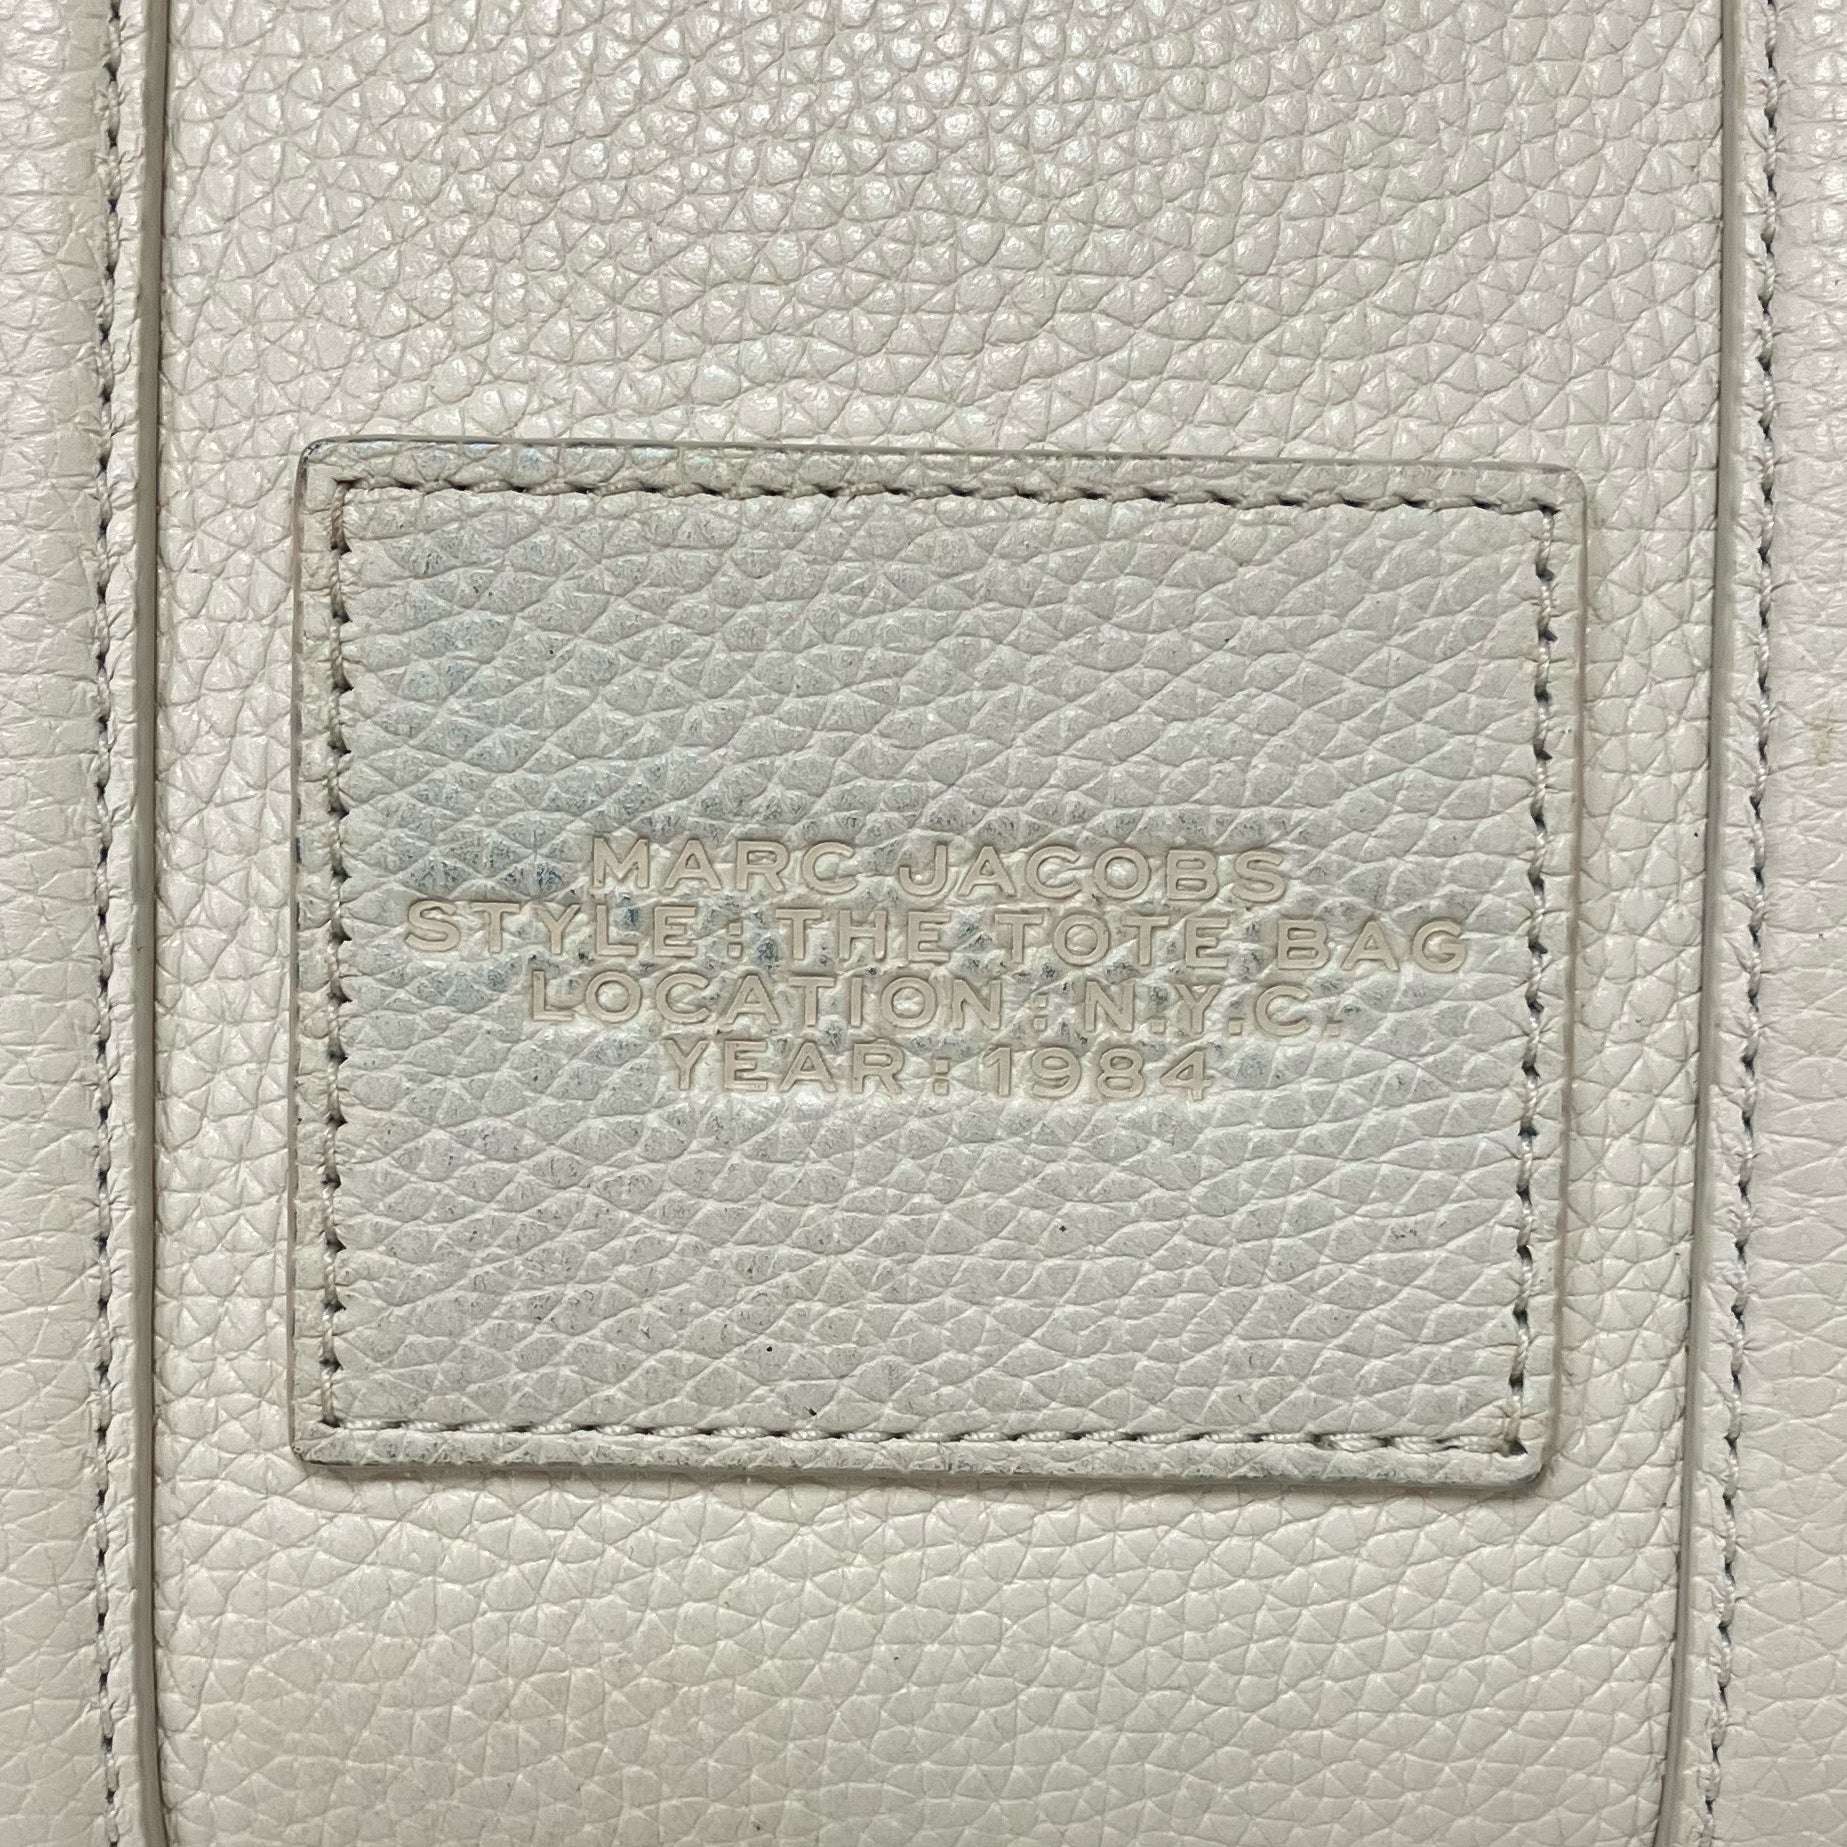 MARC JACOBS
STYLE: THE TOTE BAG
LOCATION: N.Y.C.
YEAR: 1984